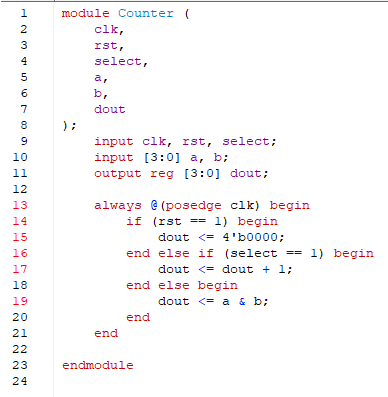 1 module Counter (
2 clk,
3 rst,
4 select,
5 a,
6 b,
7 dout
8 );
9 input clk, rst, select;
10 input [3:0] a, b;
11 output reg [3:0] dout;
12
13 always @(posedge clk) begin
14 if (rst == 1) begin
15 dout <= 4'b0000;
16 end else if (select == 1) begin
17 dout <= dout + 1;
18 end else begin
19 dout <= a & b;
20 end
21 end
22
23 endmodule
24